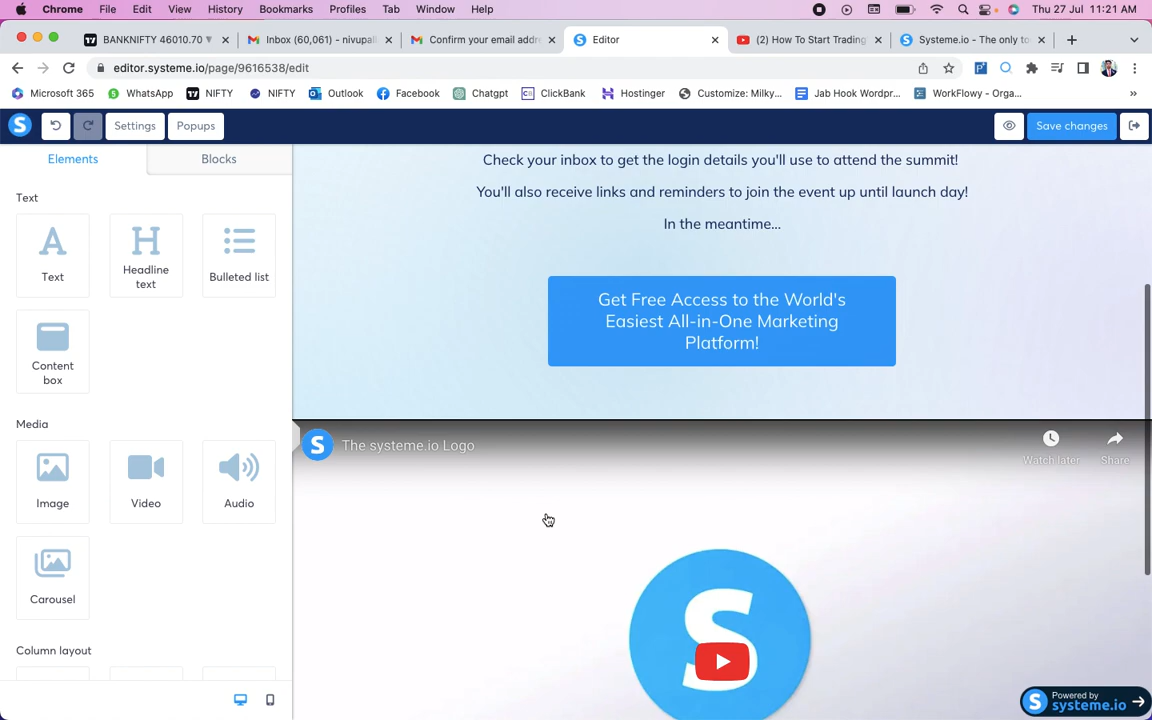 Chrome File Edit View History Bookmarks Profiles Tab Window Help Thu 27 Jul 11:21 AM
BANKNIFTY 46010.70 Inbox (60,061) - nivupai Confirm your email addre Editor (2) How To Start Trading Systeme.io - The only to
editor.systeme.io/page/9616538/edit
Microsoft 365 WhatsApp NIFTY NIFTY Outlook Facebook Chatgpt ClickBank Hostinger Customize: Milky... Jab Hook Wordpr... WorkFlowy - Orga...
Settings Popups Save changes
Elements Blocks
Text
Text
Headline
text
Bulleted list
Content
box
Media
Image
Video
Audio
Carousel
Column layout
Check your inbox to get the login details you'll use to attend the summit!
You'll also receive links and reminders to join the event up until launch day!
In the meantime...
Get Free Access to the World's
Easiest All-in-One Marketing
Platform!
The systeme.io Logo
Watch later Share
S
Powered by
systeme.io